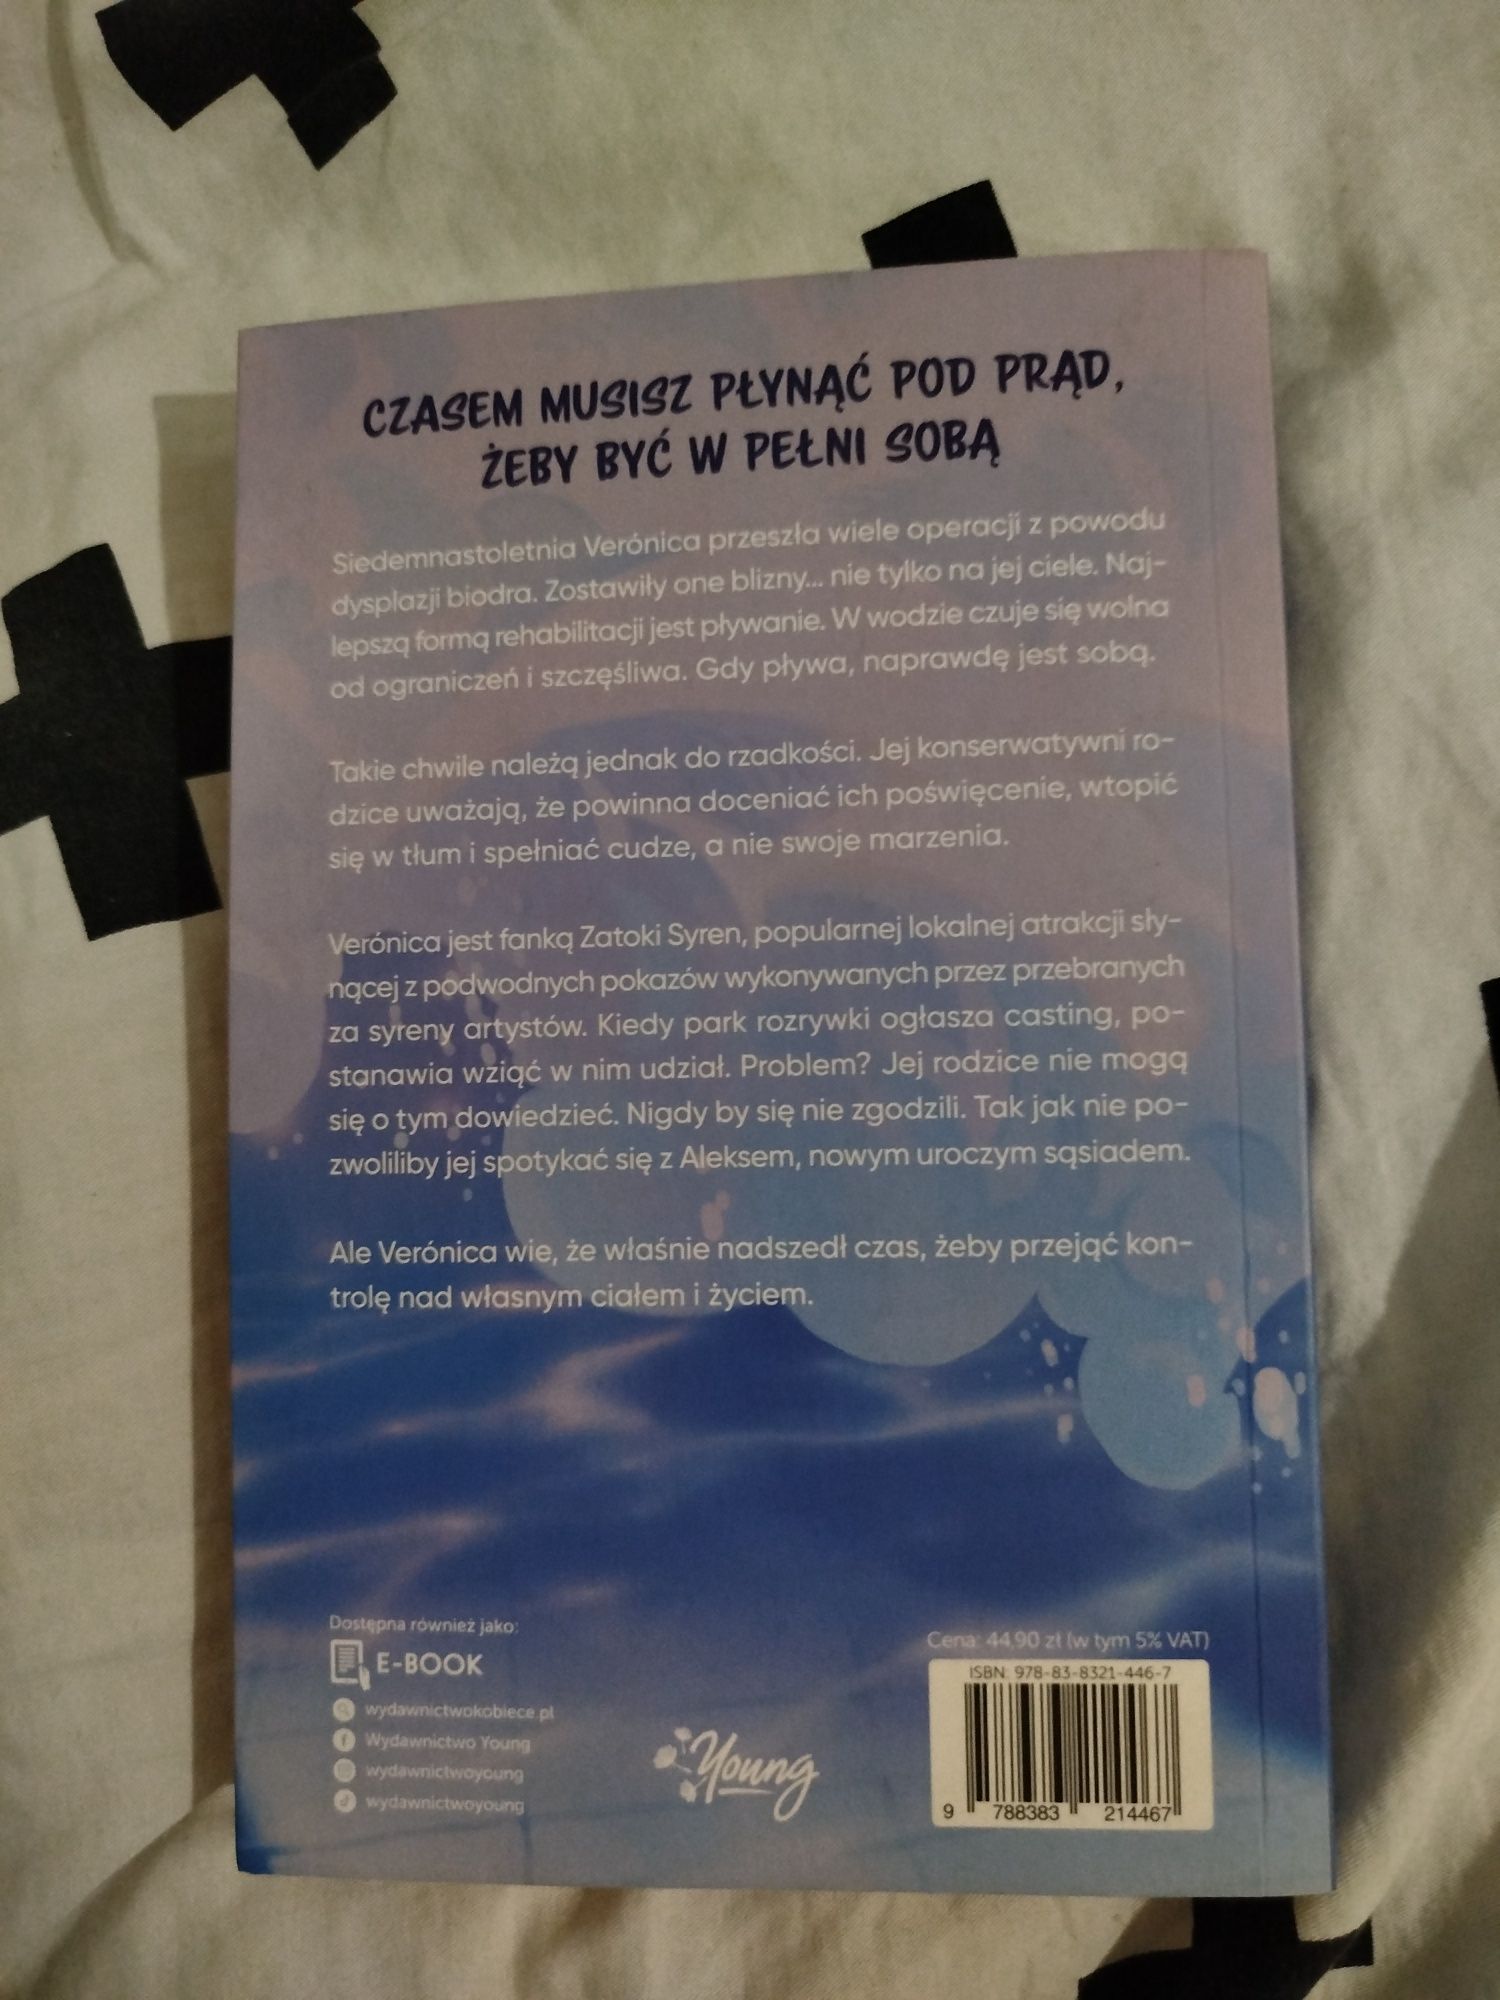 CZASEM MUSISZ PŁYNĄĆ POD PRĄD,
ŻEBY BYĆ W PEŁNI SOBĄ
Siedemnastoletnia Verónica przeszła wiele operacji z powodu
dysplazji biodra. Zostawiły one blizny... nie tylko na jej ciele. Naj-
lepszą formą rehabilitacji jest pływanie. W wodzie czuje się wolna
od ograniczeń i szczęśliwa. Gdy pływa, naprawdę jest sobą.
Takie chwile należą jednak do rzadkości. Jej konserwatywni ro-
dzice uważają, że powinna doceniać ich poświęcenie, wtopić
się w tłum i spełniać cudze, a nie swoje marzenia.
Verónica jest fanką Zatoki Syren, popularnej lokalnej atrakcji sły-
nącej z podwodnych pokazów wykonywanych przez przebranych
za syreny artystów. Kiedy park rozrywki ogłasza casting, po-
stanawia wziąć w nim udział. Problem? Jej rodzice nie mogą
się o tym dowiedzieć. Nigdy by się nie zgodzili. Tak jak nie po-
zwoliliby jej spotykać się z Aleksem, nowym uroczym sąsiadem.
Ale Verónica wie, że właśnie nadszedł czas, żeby przejąć kon-
trolę nad własnym ciałem i życiem.
Dostępna również jako:
E-BOOK
wydawnictwokobiece.pl
Wydawnictwo Young
wydawnictwoyoung
wydawnictwoyoung
Young
Cena: 44,90 zł (w tym 5% VAT)
ISBN: 978-83-8321-446-7
9 788383 214467